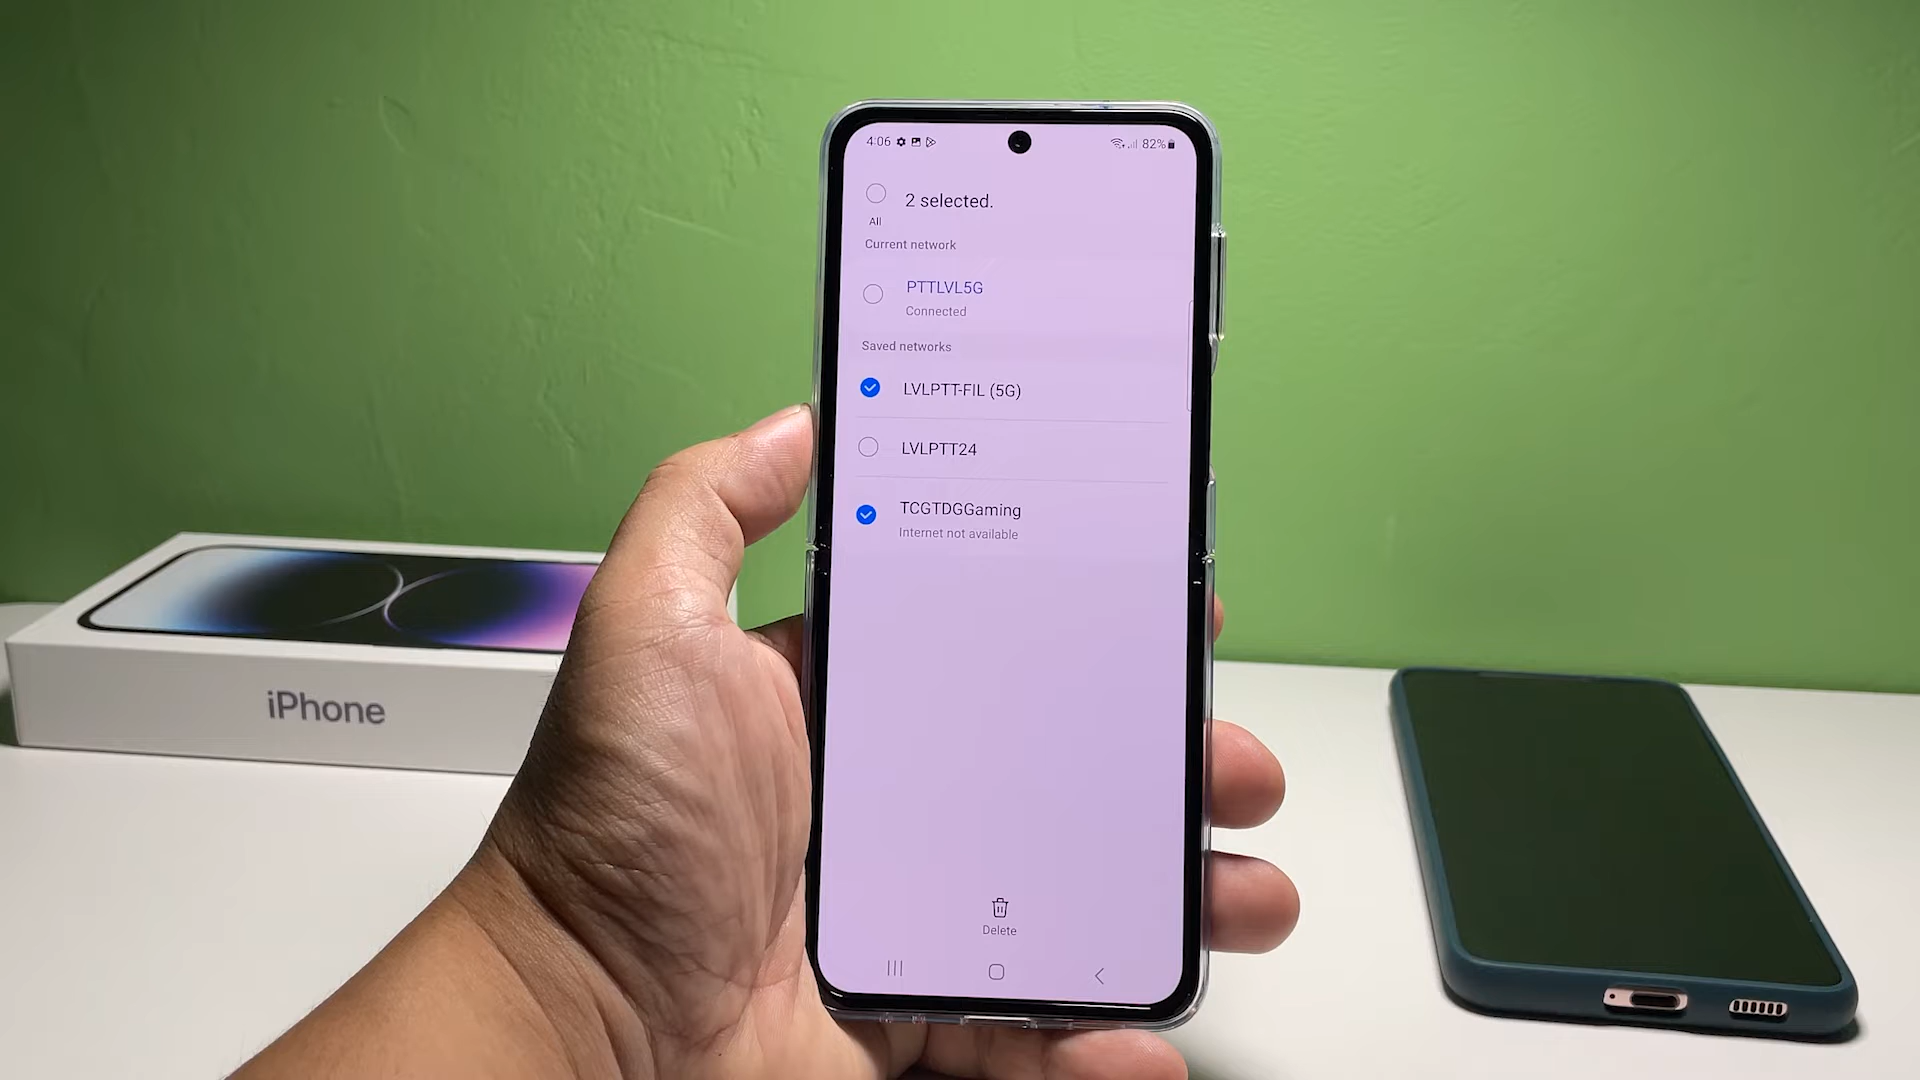 4:06
82%
2 selected.
All
Current network
PTTLVL5G
Connected
Saved networks
LVLPTT-FIL (5G)
LVLPTT24
TCGTDGGaming
Internet not available
Delete
iPhone